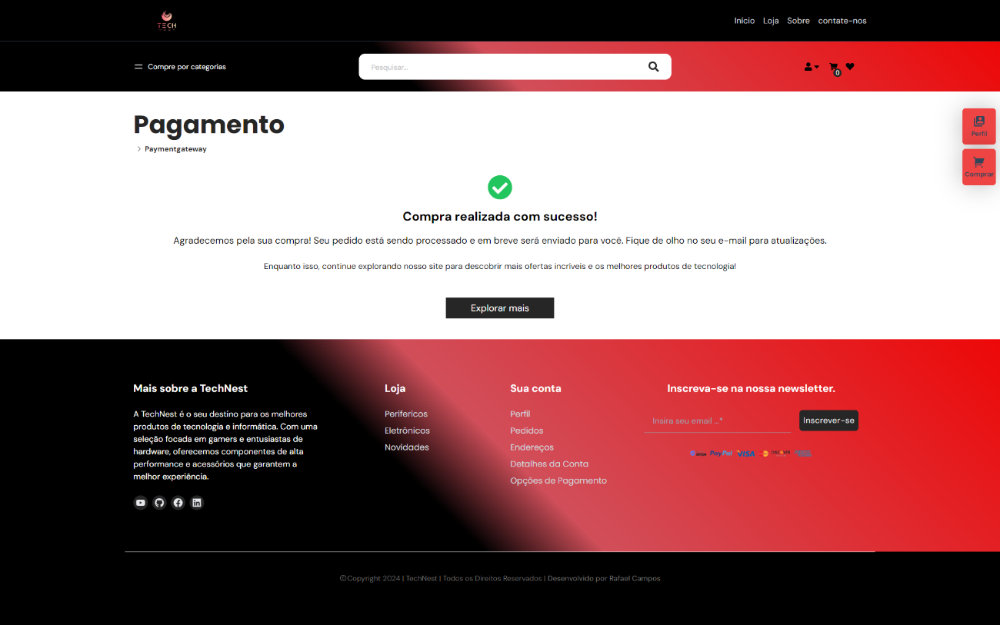 TECH
Início Loja Sobre contate-nos
Compre por categorias
Pesquisar...
0
Pagamento
Paymentgateway
Perfil
Comprar
Compra realizada com sucesso!
Agradecemos pela sua compra! Seu pedido está sendo processado e em breve será enviado para você. Fique de olho no seu e-mail para atualizações.
Enquanto isso, continue explorando nosso site para descobrir mais ofertas incríveis e os melhores produtos de tecnologia!
Explorar mais
Mais sobre a TechNest
A TechNest é o seu destino para os melhores
produtos de tecnologia e informática. Com uma
seleção focada em gamers e entusiastas de
hardware, oferecemos componentes de alta
performance e acessórios que garantem a
melhor experiência.
Loja
Perifericos
Eletrônicos
Novidades
Sua conta
Perfil
Pedidos
Endereços
Detalhes da Conta
Opções de Pagamento
Inscreva-se na nossa newsletter.
Insira seu email ...*
Inscrever-se
stripe PayPal VISA DISCOVER
©Copyright 2024 | TechNest | Todos os Direitos Reservados | Desenvolvido por Rafael Campos